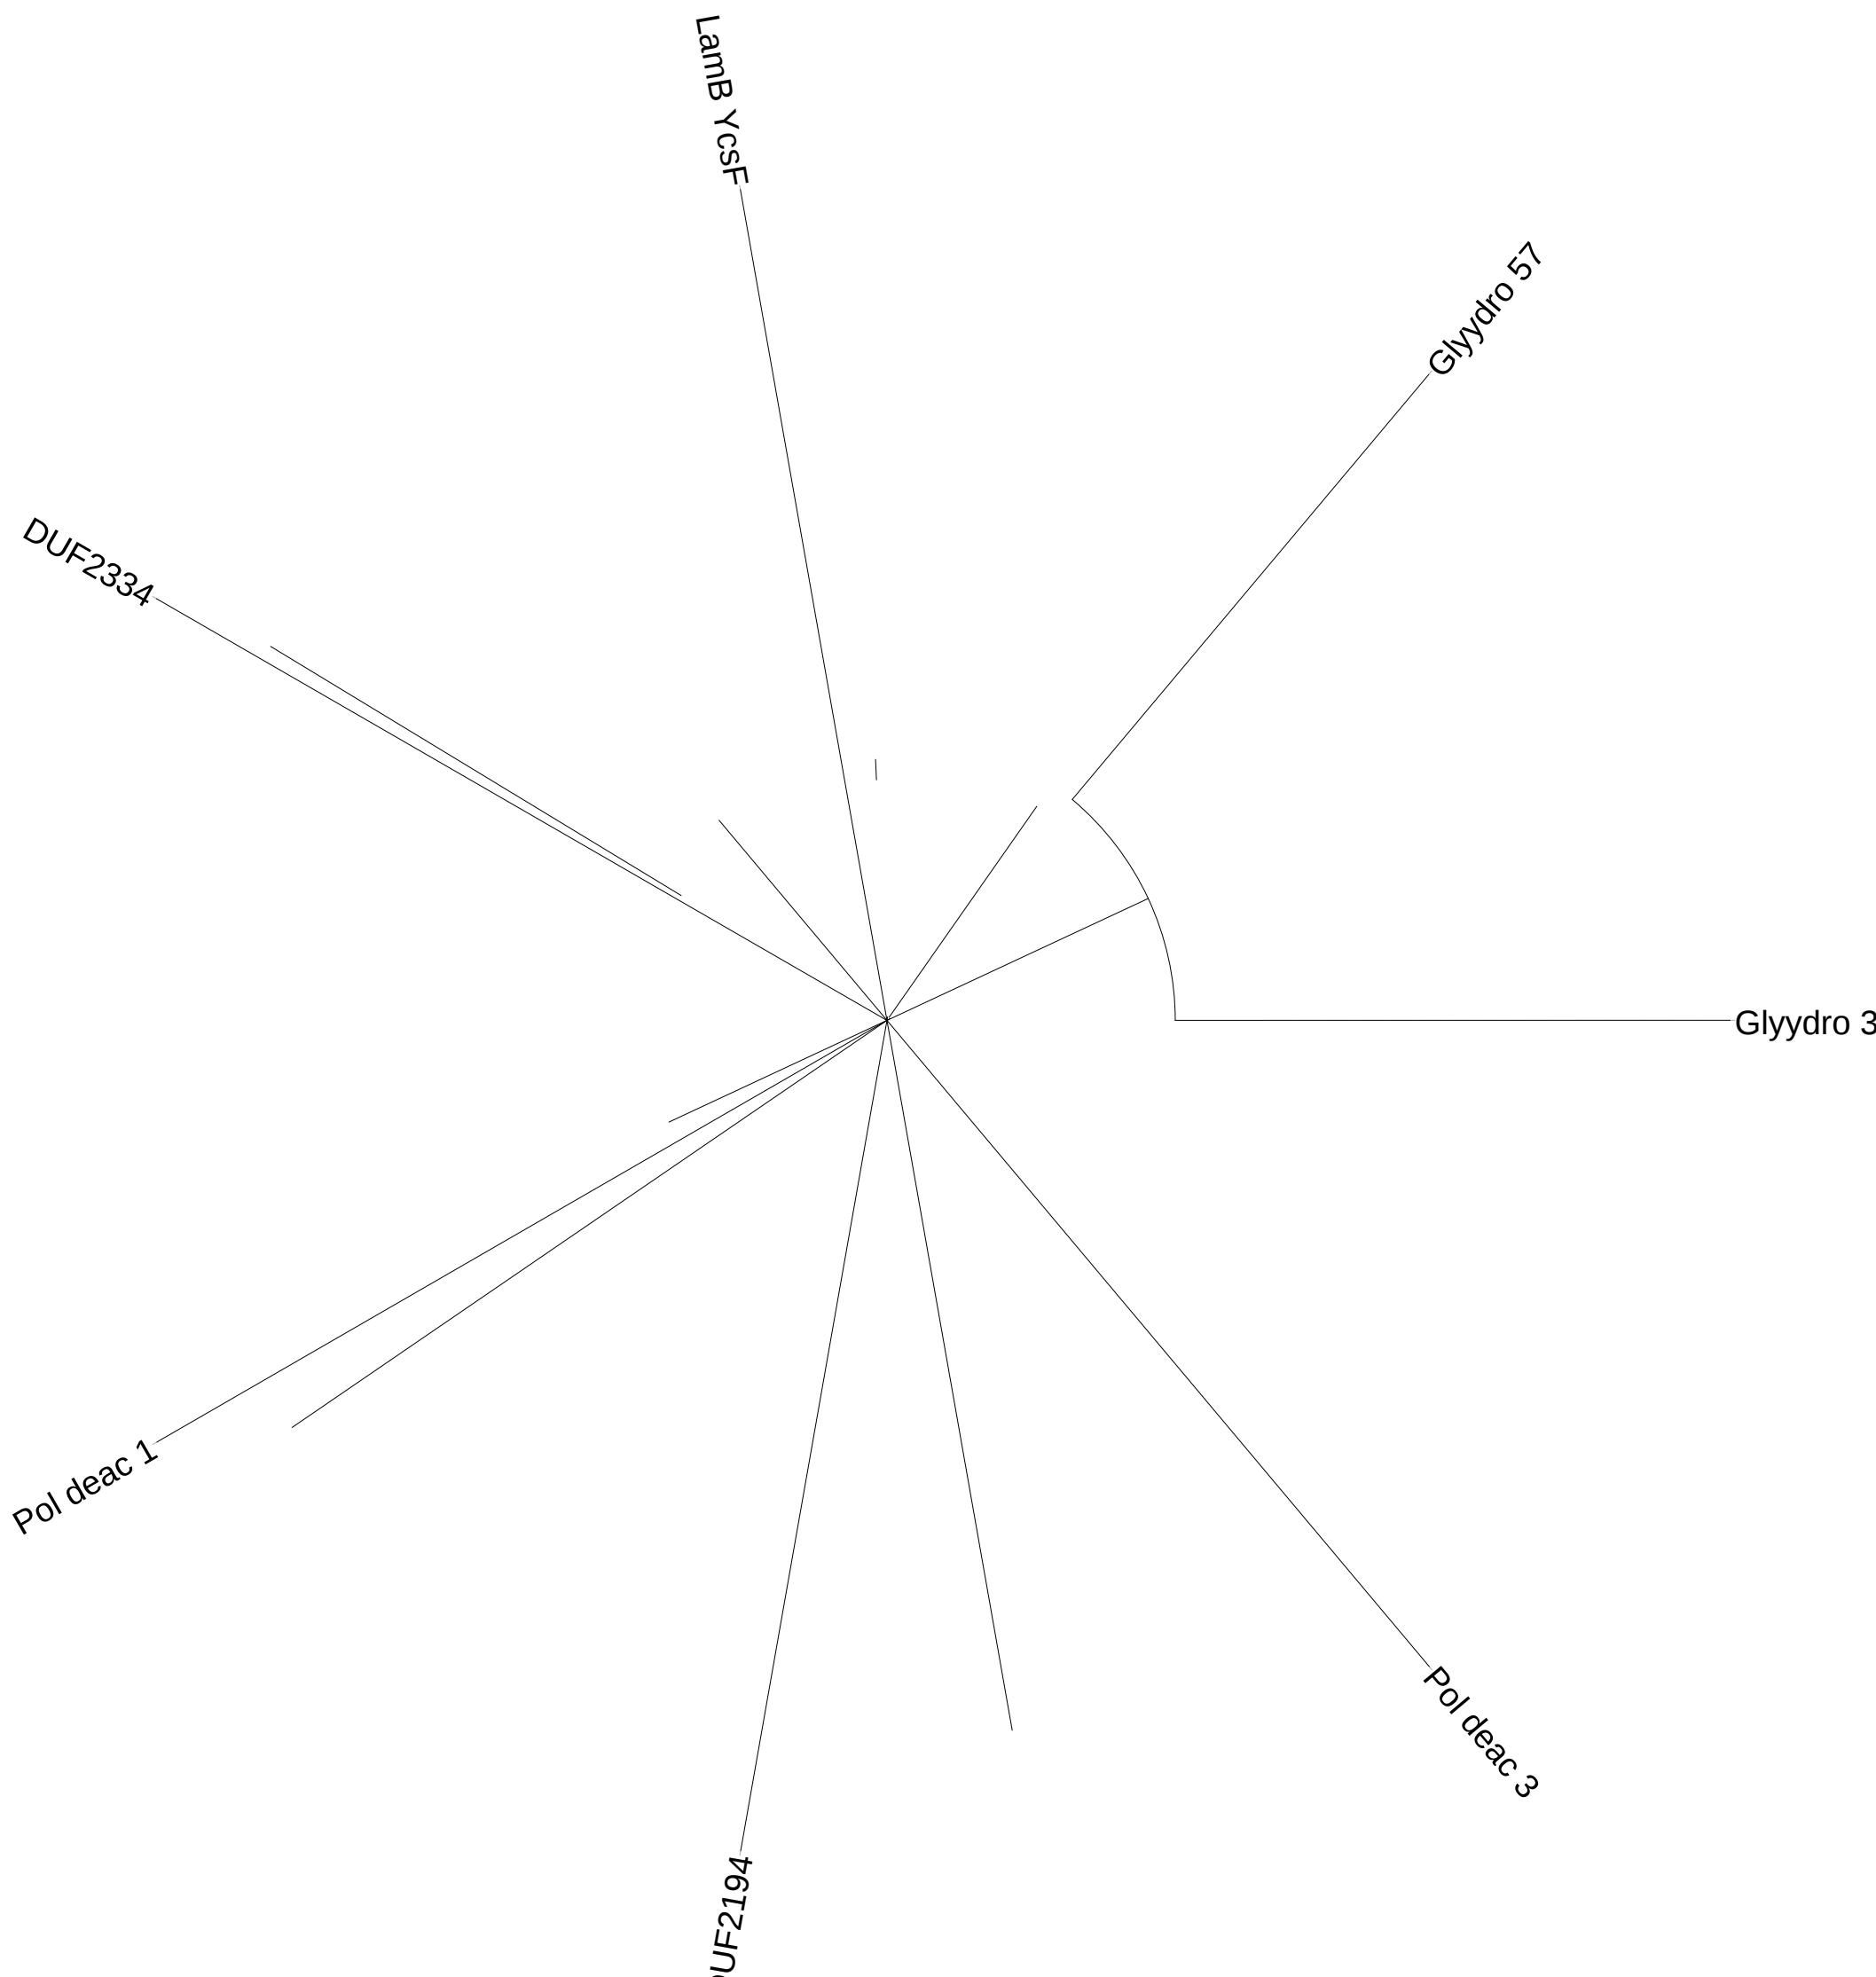 LamB YcsF
Glyydro 57
DUF2334
Glyydro 3
Pol deac 1
Pol deac 3